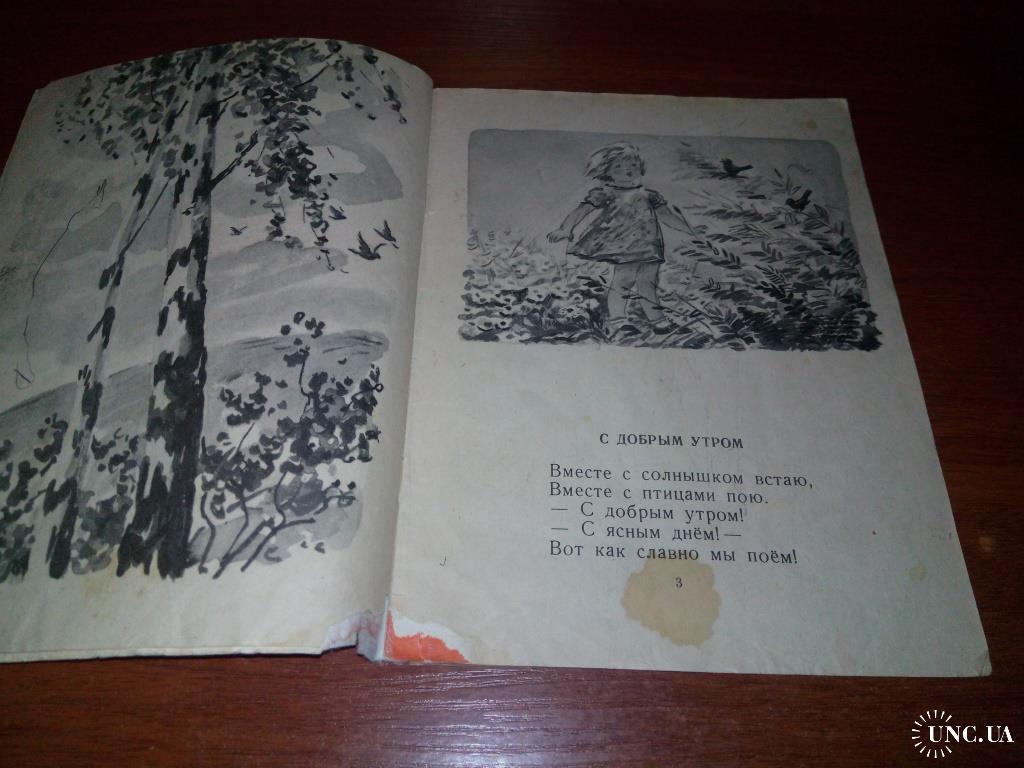 С ДОБРЫМ УТРОМ
Вместе с солнышком встаю,
Вместе с птицами пою.
— С добрым утром!
— С ясным днём! —
Вот как славно мы поём!
3
UNC.UA